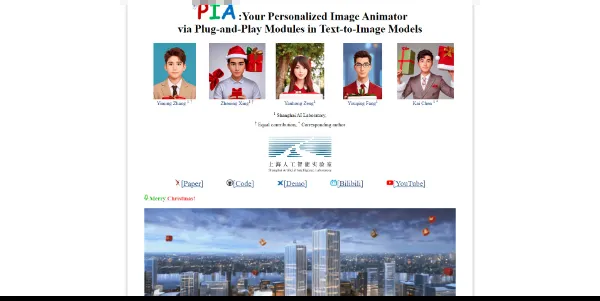 PIA :Your Personalized Image Animator
via Plug-and-Play Modules in Text-to-Image Models
Yiming Zhang 1† Zhening Xing 1† Yanhong Zeng 1 Youqing Fang 1 Kai Chen 1*
1 Shanghai AI Laboratory,
† Equal contribution, * Corresponding author
上海人工智能实验室
Shanghai Artificial Intelligence Laboratory
[Paper] [Code] [Demo] [Bilibili] [YouTube]
Merry Christmas!